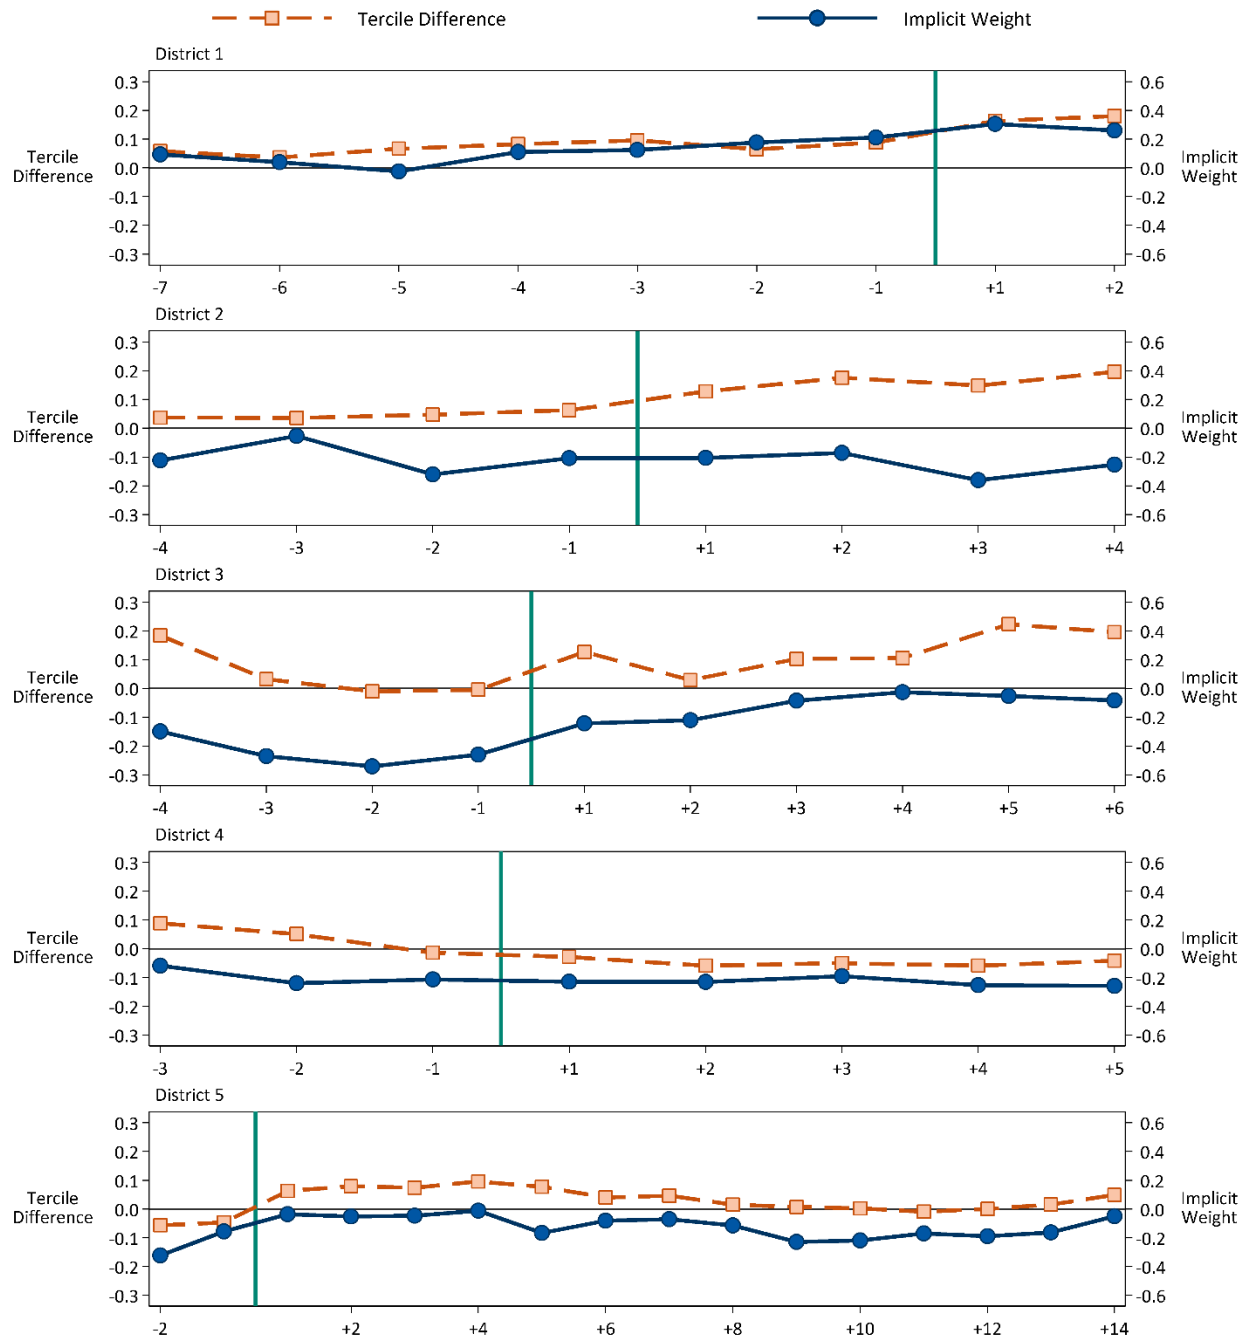 Tercile Difference Implicit Weight
District 1
0.3 0.6
0.2 0.4
0.1 0.2
Tercile Difference 0.0 0.0 Implicit Weight
-0.1 -0.2
-0.2 -0.4
-0.3 -0.6
-7 -6 -5 -4 -3 -2 -1 +1 +2
District 2
0.3 0.6
0.2 0.4
0.1 0.2
Tercile Difference 0.0 0.0 Implicit Weight
-0.1 -0.2
-0.2 -0.4
-0.3 -0.6
-4 -3 -2 -1 +1 +2 +3 +4
District 3
0.3 0.6
0.2 0.4
0.1 0.2
Tercile Difference 0.0 0.0 Implicit Weight
-0.1 -0.2
-0.2 -0.4
-0.3 -0.6
-4 -3 -2 -1 +1 +2 +3 +4 +5 +6
District 4
0.3 0.6
0.2 0.4
0.1 0.2
Tercile Difference 0.0 0.0 Implicit Weight
-0.1 -0.2
-0.2 -0.4
-0.3 -0.6
-3 -2 -1 +1 +2 +3 +4 +5
District 5
0.3 0.6
0.2 0.4
0.1 0.2
Tercile Difference 0.0 0.0 Implicit Weight
-0.1 -0.2
-0.2 -0.4
-0.3 -0.6
-2 +2 +4 +6 +8 +10 +12 +14